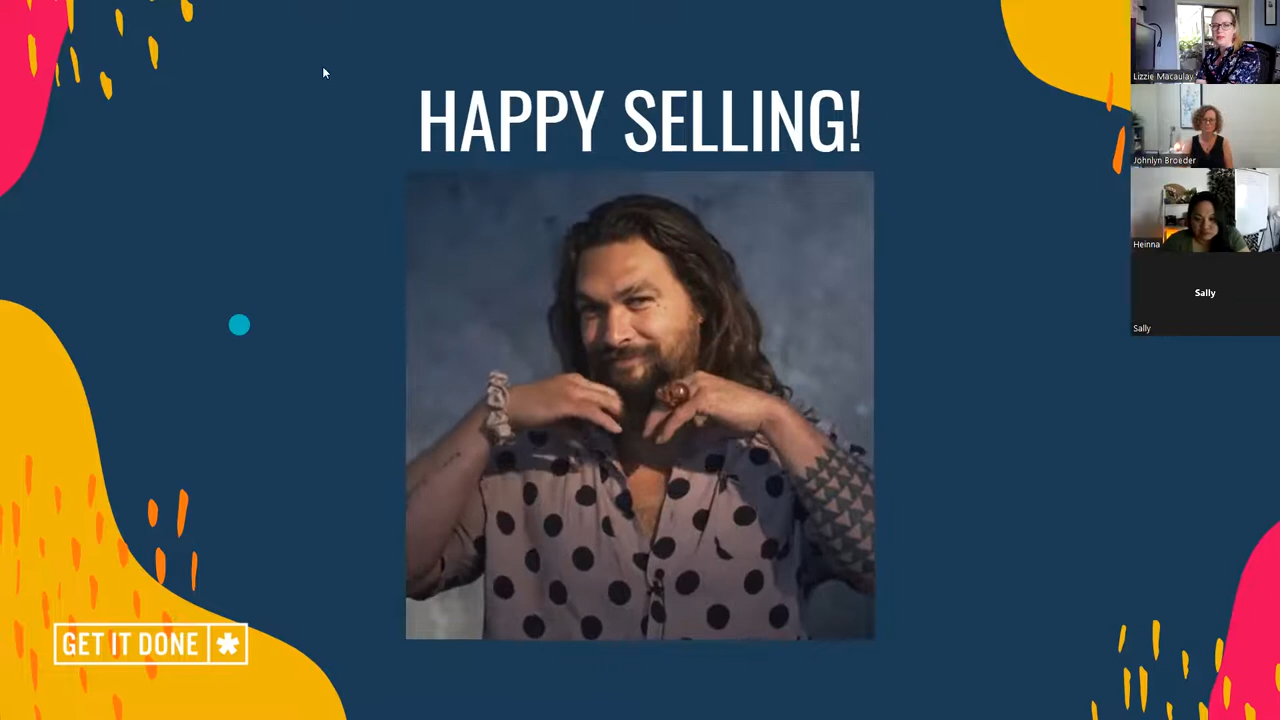 HAPPY SELLING!
Lizzie Macaulay
Johnlyn Broeder
Heinna
Sally
Sally
GET IT DONE *